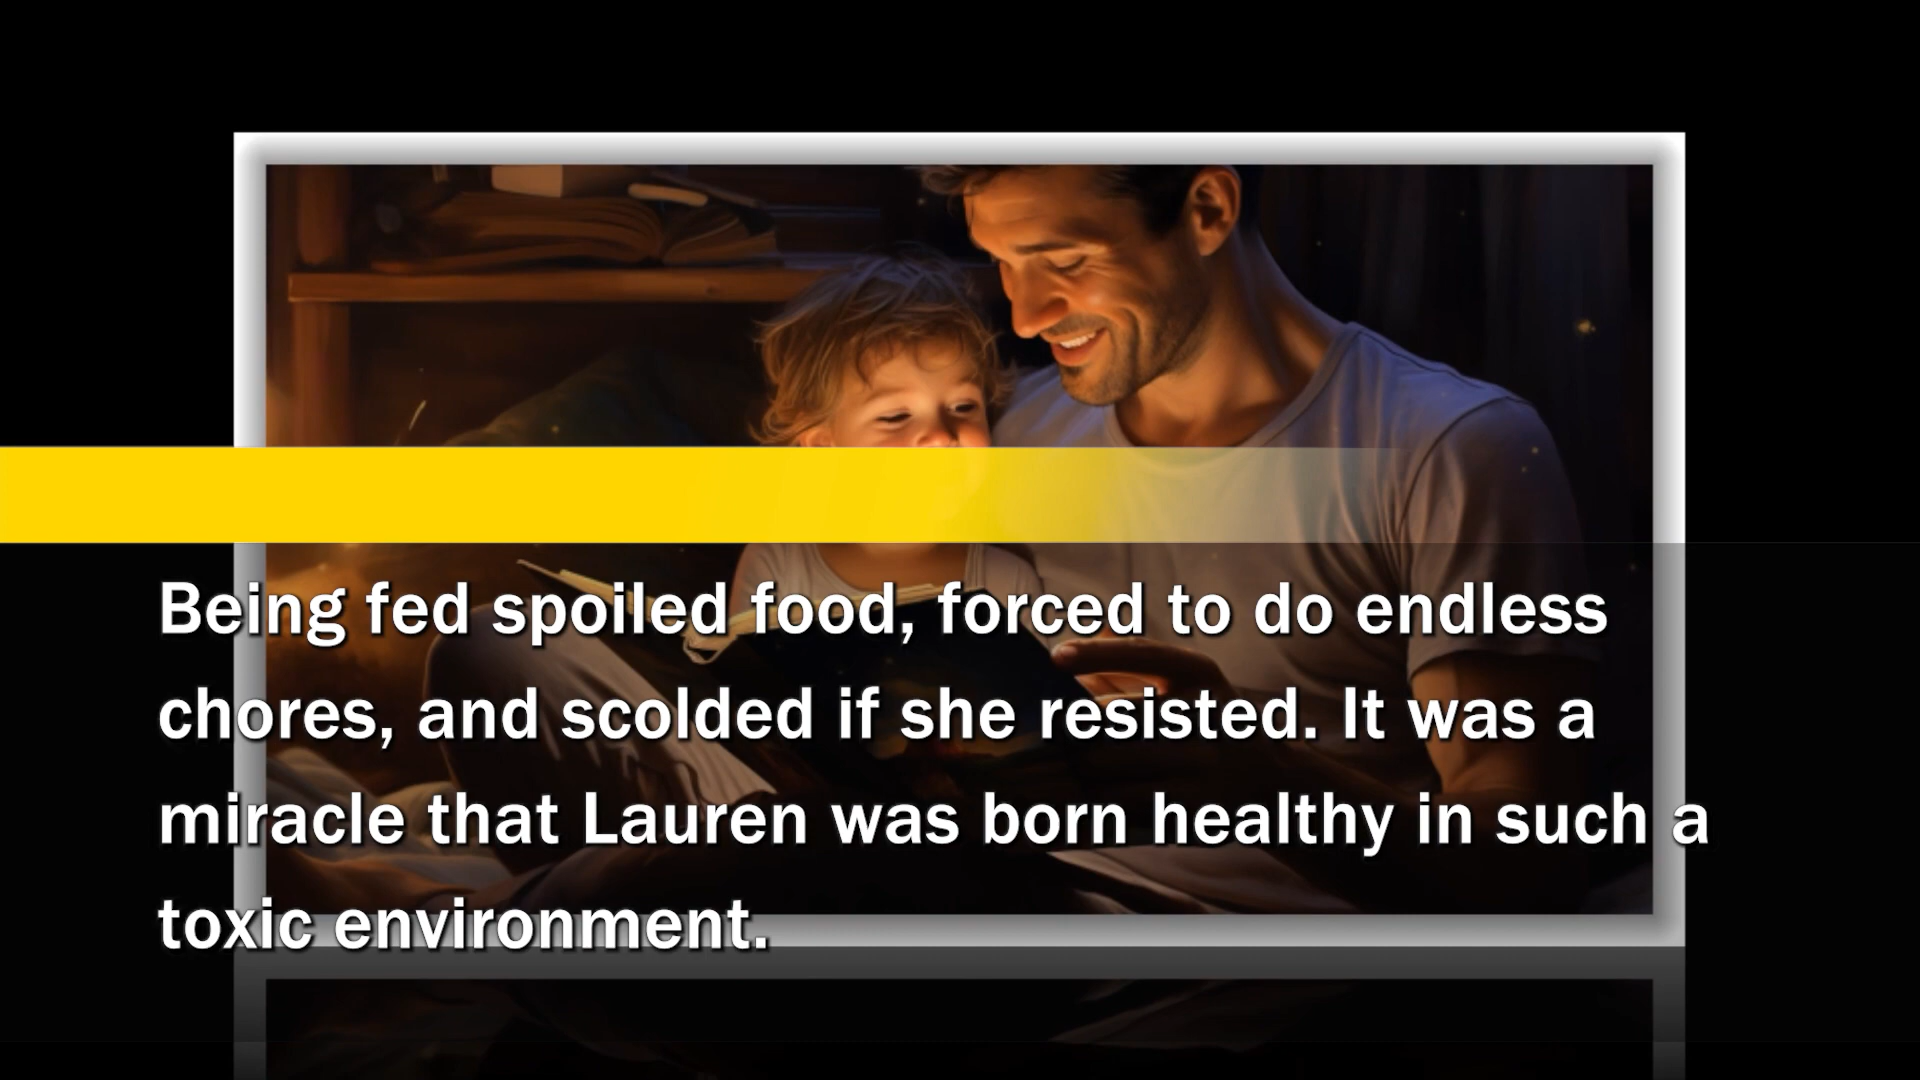 Being fed spoiled food, forced to do endless
chores, and scolded if she resisted. It was a
miracle that Lauren was born healthy in such a
toxic environment.